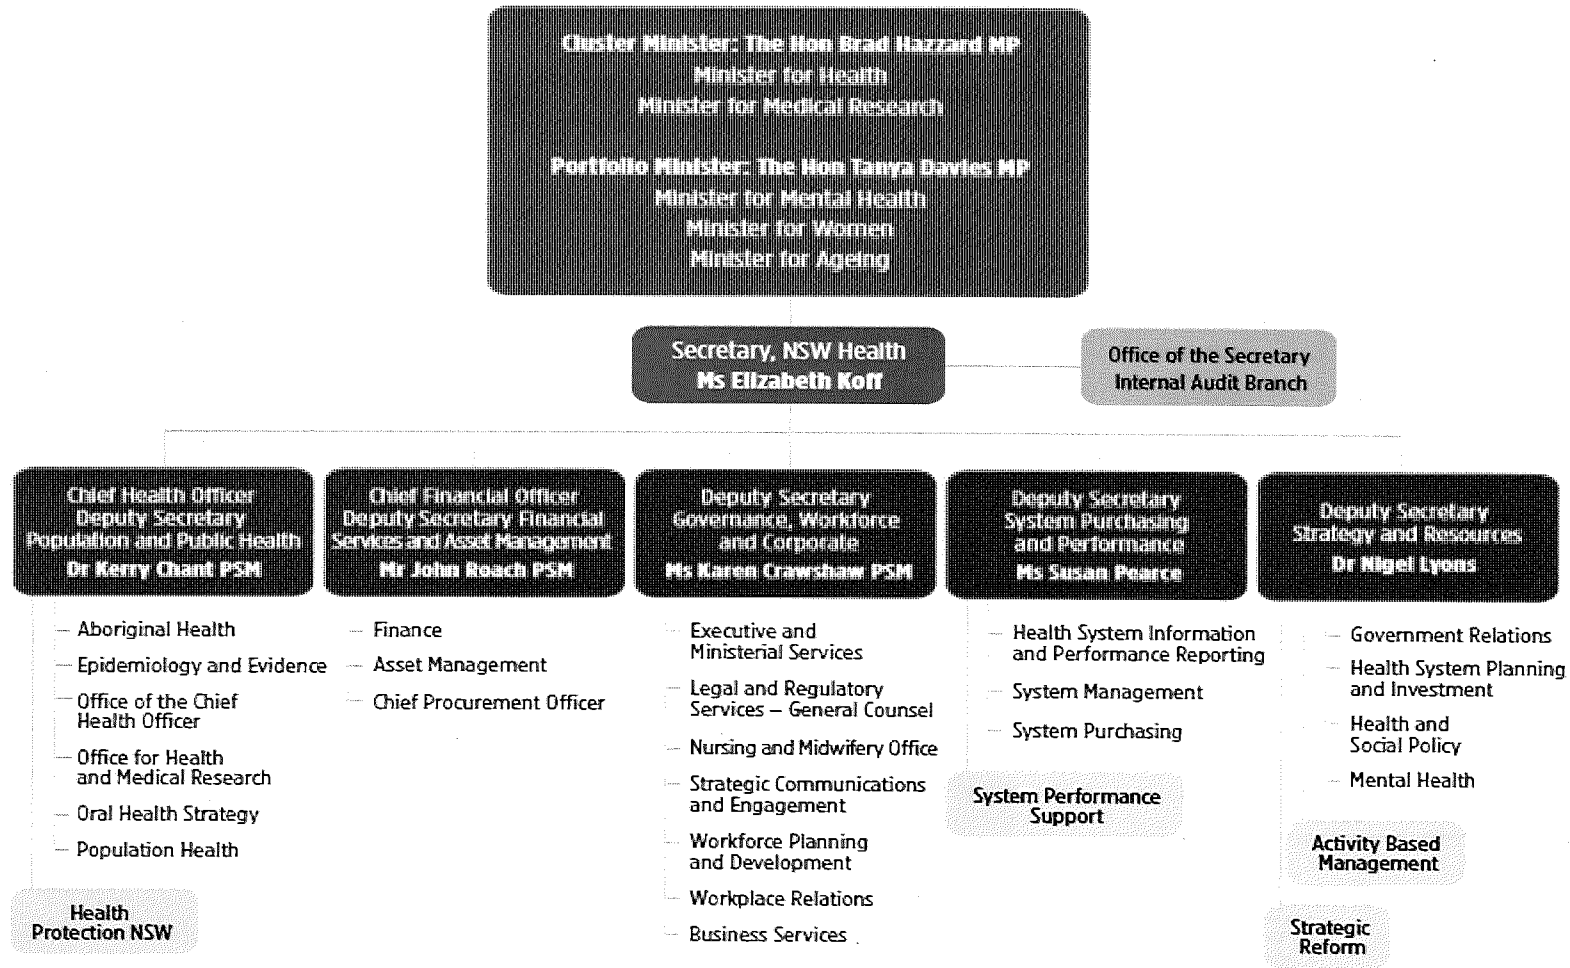 Cluster Minister: The Hon Brad Hazzard MP
Minister for Health
Minister for Medical Research
Portfolio Minister: The Hon Tanya Davies MP
Minister for Mental Health
Minister for Women
Minister for Ageing
Secretary, NSW Health
Ms Elizabeth Koff
Office of the Secretary
Internal Audit Branch
Chief Health Officer
Deputy Secretary
Population and Public Health
Dr Kerry Chant PSM
Aboriginal Health
Epidemiology and Evidence
Office of the Chief
Health Officer
Office for Health
and Medical Research
Oral Health Strategy
Population Health
Health
Protection NSW
Chief Financial Officer
Deputy Secretary Financial
Services and Asset Management
Mr John Roach PSM
Finance
Asset Management
Chief Procurement Officer
Deputy Secretary
Governance, Workforce
and Corporate
Ms Karen Crawshaw PSM
Executive and
Ministerial Services
Legal and Regulatory
Services – General Counsel
Nursing and Midwifery Office
Strategic Communications
and Engagement
Workforce Planning
and Development
Workplace Relations
Business Services
Deputy Secretary
System Purchasing
and Performance
Ms Susan Pearce
Health System Information
and Performance Reporting
System Management
System Purchasing
System Performance
Support
Deputy Secretary
Strategy and Resources
Dr Nigel Lyons
Government Relations
Health System Planning
and Investment
Health and
Social Policy
Mental Health
Activity Based
Management
Strategic
Reform